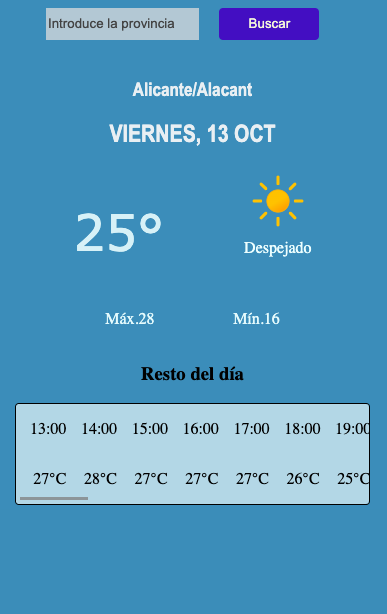 Introduce la provincia Buscar
Alicante/Alacant
VIERNES, 13 OCT
25°
Despejado
Máx.28 Mín.16
Resto del día
13:00 14:00 15:00 16:00 17:00 18:00 19:00
27°C 28°C 27°C 27°C 27°C 26°C 25°C